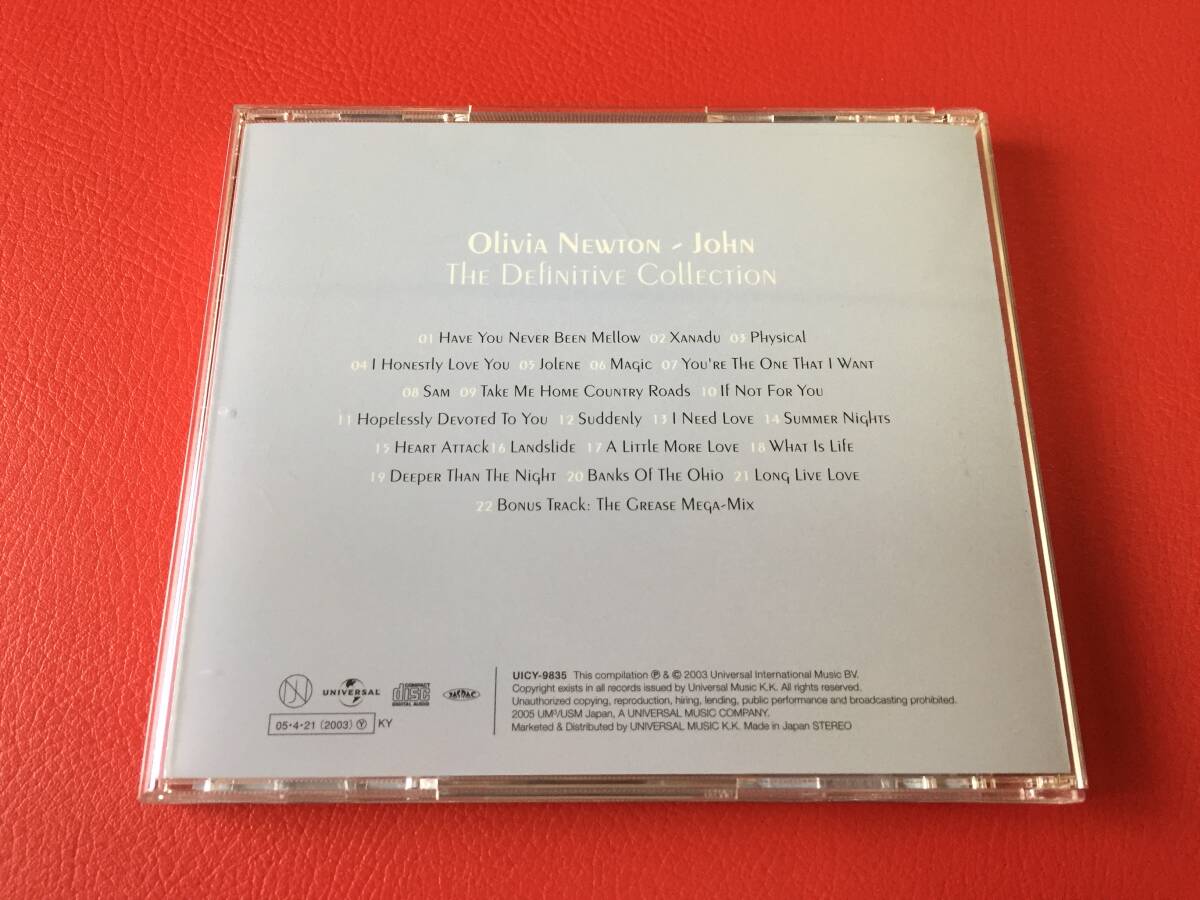 Olivia Newton - John
The Definitive Collection
01 Have You Never Been Mellow 02 Xanadu 03 Physical
04 I Honestly Love You 05 Jolene 06 Magic 07 You're The One That I Want
08 Sam 09 Take Me Home Country Roads 10 If Not For You
11 Hopelessly Devoted To You 12 Suddenly 13 I Need Love 14 Summer Nights
15 Heart Attack 16 Landslide 17 A Little More Love 18 What Is Life
19 Deeper Than The Night 20 Banks Of The Ohio 21 Long Live Love
22 Bonus Track: The Grease Mega-Mix
UNIVERSAL
COMPACT
disc
DIGITAL AUDIO
JASRAC
05・4・21 (2003) Ⓨ KY
UICY-9835 This compilation ℗ & © 2003 Universal International Music BV.
Copyright exists in all records issued by Universal Music K.K. All rights reserved.
Unauthorized copying, reproduction, hiring, lending, public performance and broadcasting prohibited.
2005 UM³/USM Japan, A UNIVERSAL MUSIC COMPANY.
Marketed & Distributed by UNIVERSAL MUSIC K.K. Made in Japan STEREO